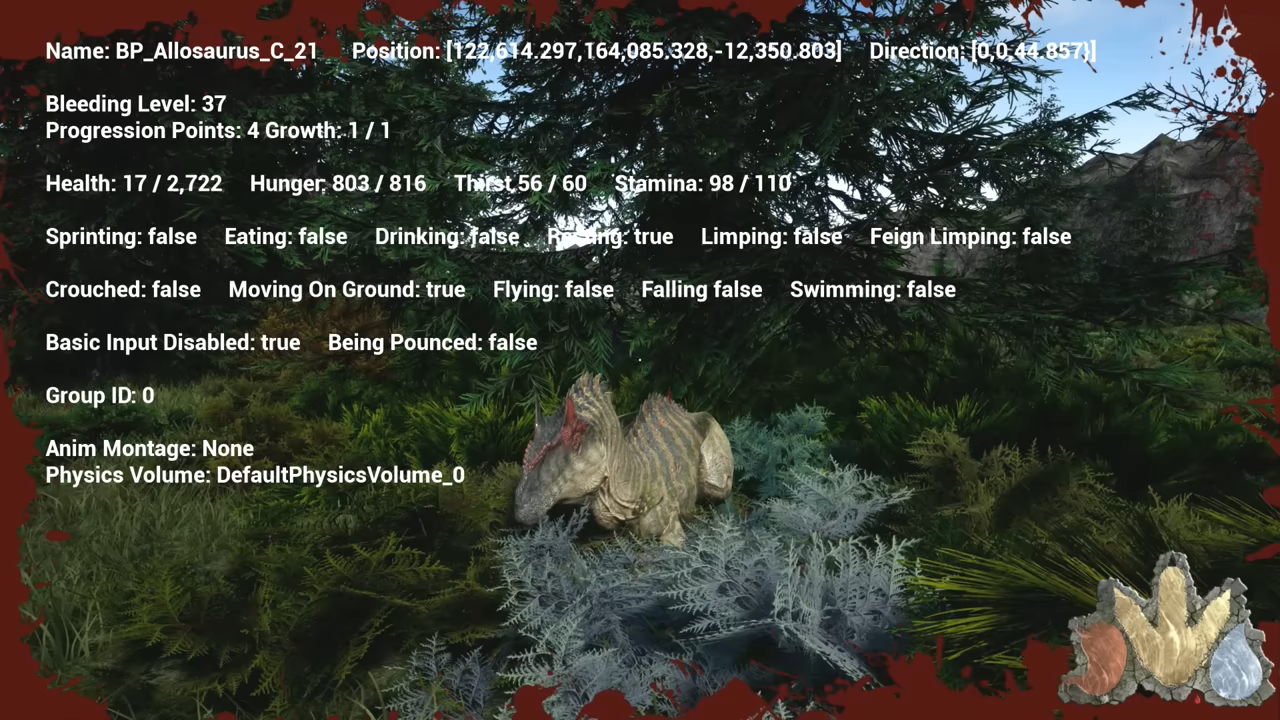 Name: BP_Allosaurus_C_21 Position: [122,614.297,164,085.328,-12,350.803] Direction: [0,0,44.857}]
Bleeding Level: 37
Progression Points: 4 Growth: 1 / 1
Health: 17 / 2,722 Hunger: 803 / 816 Thirst 56 / 60 Stamina: 98 / 110
Sprinting: false Eating: false Drinking: false Resting: true Limping: false Feign Limping: false
Crouched: false Moving On Ground: true Flying: false Falling false Swimming: false
Basic Input Disabled: true Being Pounced: false
Group ID: 0
Anim Montage: None
Physics Volume: DefaultPhysicsVolume_0